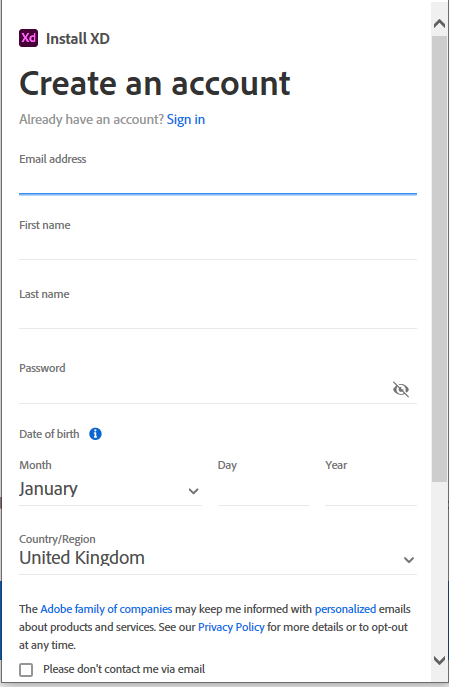 Xd Install XD
Create an account
Already have an account? Sign in
Email address
First name
Last name
Password
Date of birth i
Month Day Year
January
Country/Region
United Kingdom
The Adobe family of companies may keep me informed with personalized emails
about products and services. See our Privacy Policy for more details or to opt-out
at any time.
Please don't contact me via email